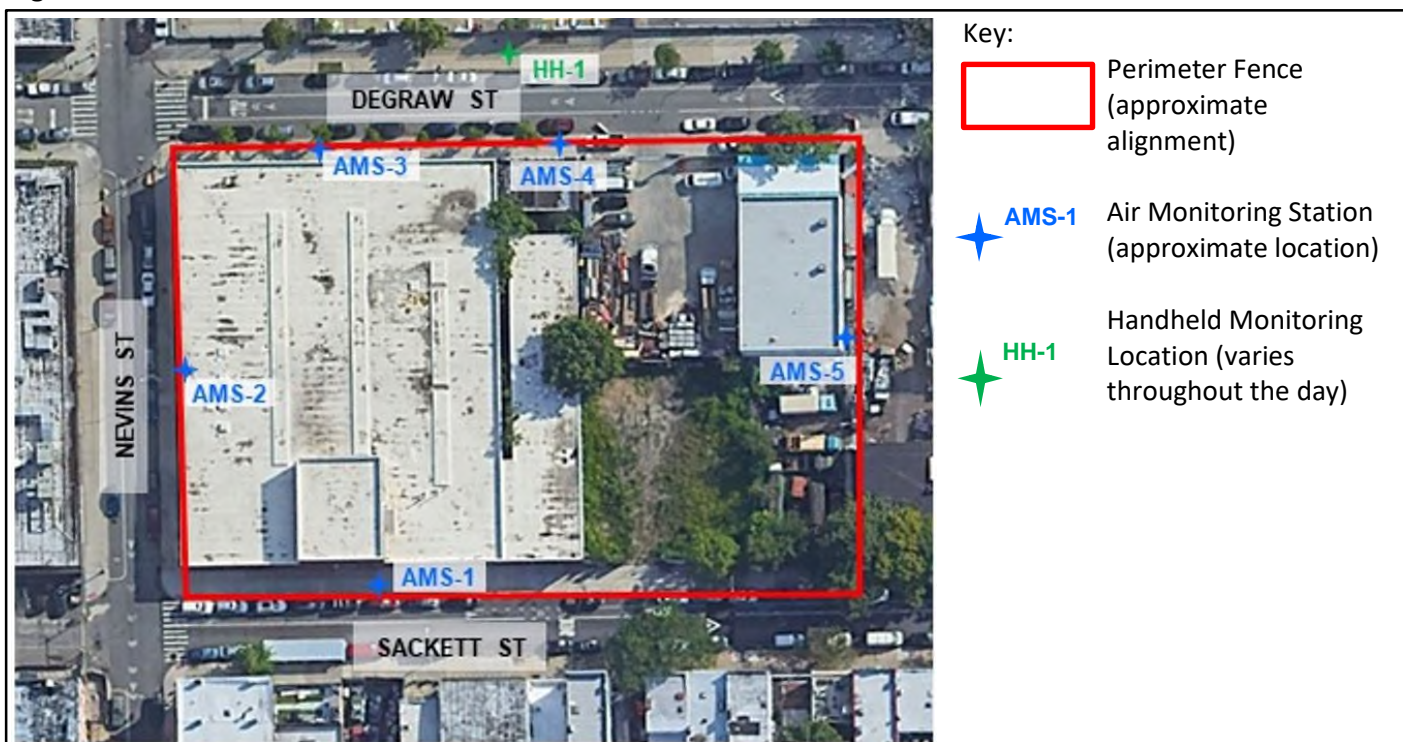 HH-1
DEGRAW ST
AMS-3
AMS-4
AMS-2
AMS-5
NEVINS ST
AMS-1
SACKETT ST
Key:
Perimeter Fence
(approximate
alignment)
AMS-1
Air Monitoring Station
(approximate location)
HH-1
Handheld Monitoring
Location (varies
throughout the day)